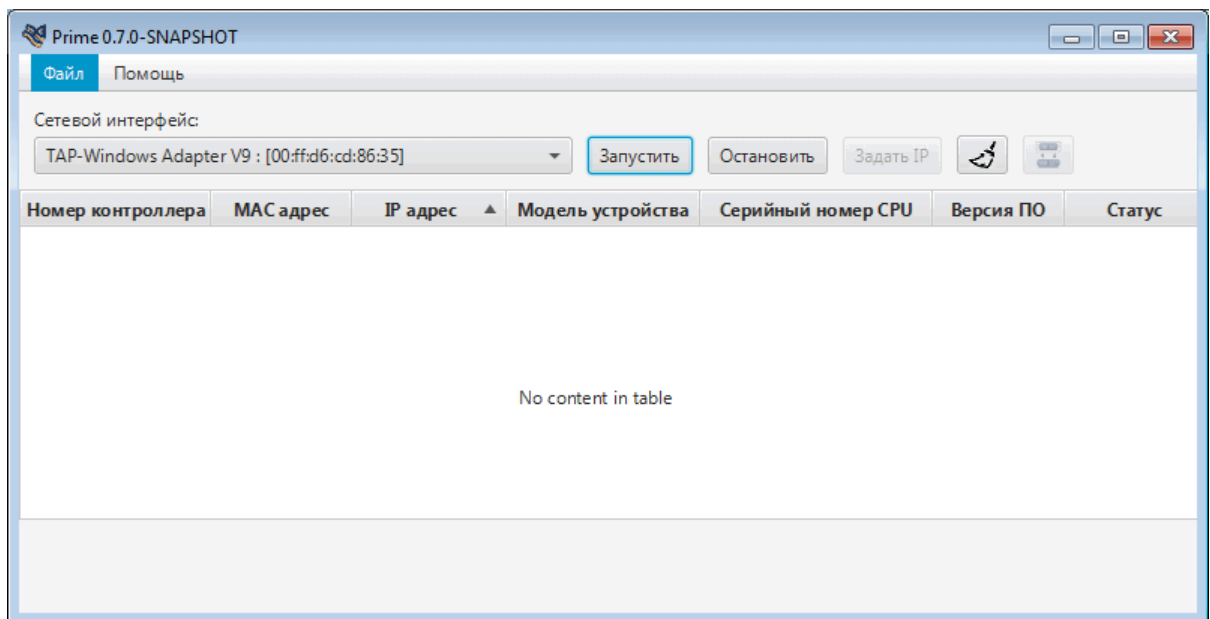 Prime 0.7.0-SNAPSHOT
Файл Помощь
Сетевой интерфейс:
TAP-Windows Adapter V9 : [00:ff:d6:cd:86:35] Запустить Остановить Задать IP
Номер контроллера MAC адрес IP адрес Модель устройства Серийный номер CPU Версия ПО Статус
No content in table